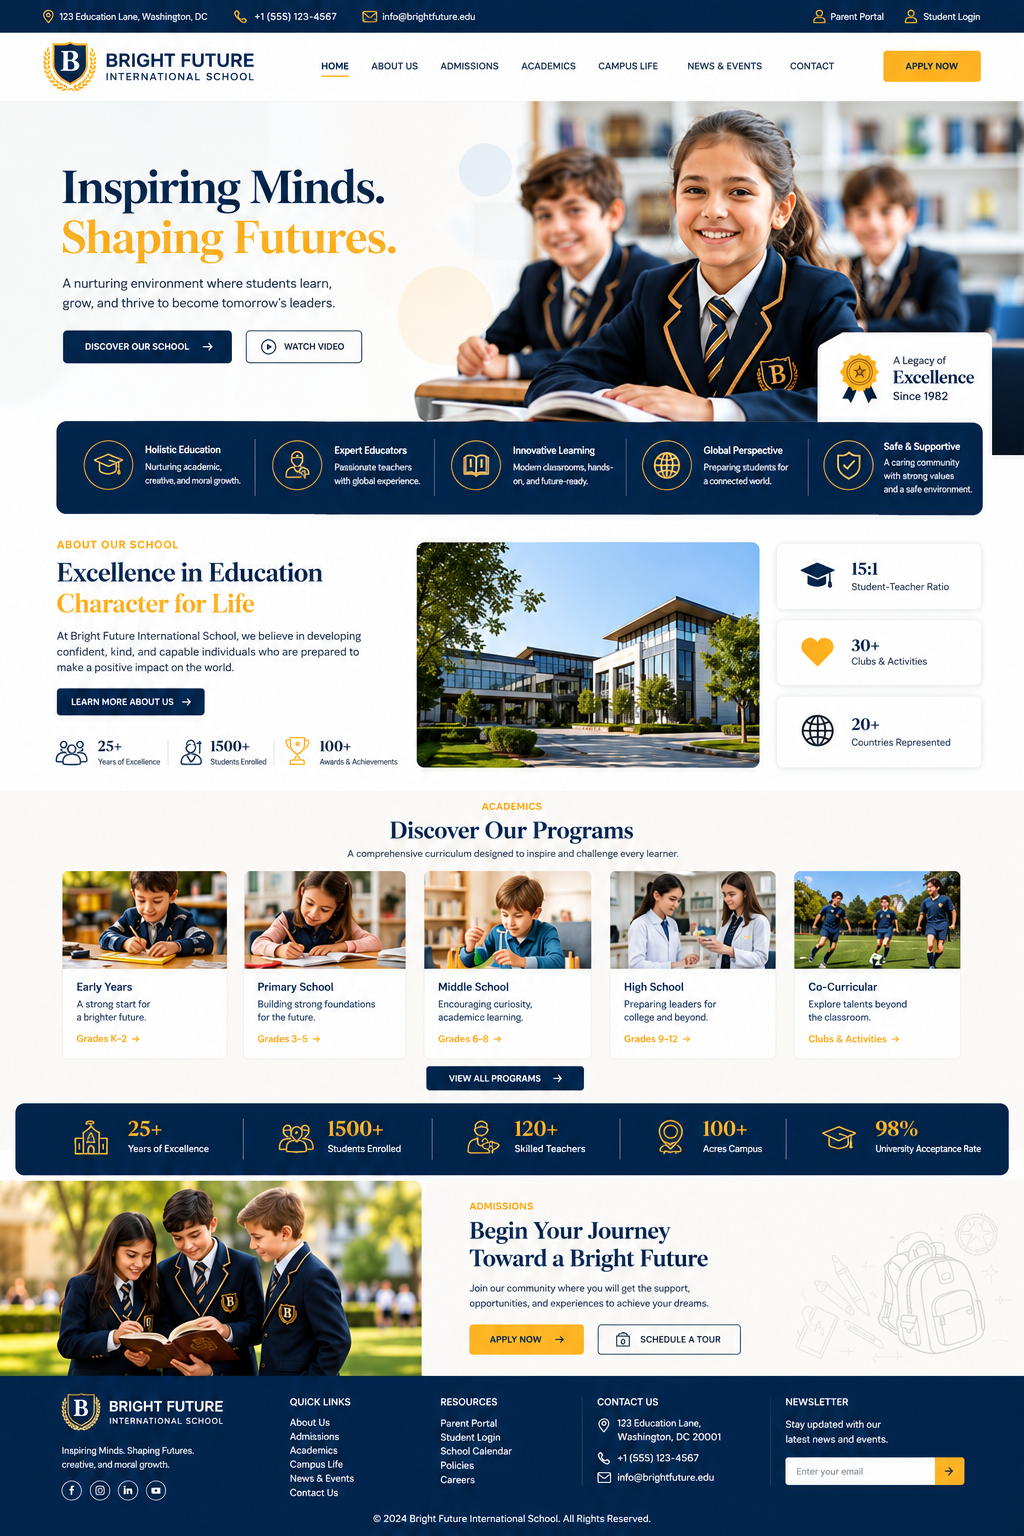 123 Education Lane, Washington, DC
+1 (555) 123-4567
info@brightfuture.edu
Parent Portal
Student Login
B
BRIGHT FUTURE
INTERNATIONAL SCHOOL
HOME
ABOUT US
ADMISSIONS
ACADEMICS
CAMPUS LIFE
NEWS & EVENTS
CONTACT
APPLY NOW
Inspiring Minds.
Shaping Futures.
A nurturing environment where students learn,
grow, and thrive to become tomorrow's leaders.
DISCOVER OUR SCHOOL →
WATCH VIDEO
B
A Legacy of
Excellence
Since 1982
Holistic Education
Nurturing academic,
creative, and moral growth.
Expert Educators
Passionate teachers
with global experience.
Innovative Learning
Modern classrooms, hands-
on, and future-ready.
Global Perspective
Preparing students for
a connected world.
Safe & Supportive
A caring community
with strong values
and a safe environment.
ABOUT OUR SCHOOL
Excellence in Education
Character for Life
At Bright Future International School, we believe in developing
confident, kind, and capable individuals who are prepared to
make a positive impact on the world.
LEARN MORE ABOUT US →
25+
Years of Excellence
1500+
Students Enrolled
100+
Awards & Achievements
15:1
Student-Teacher Ratio
30+
Clubs & Activities
20+
Countries Represented
ACADEMICS
Discover Our Programs
A comprehensive curriculum designed to inspire and challenge every learner.
Early Years
A strong start for
a brighter future.
Grades K–2 →
Primary School
Building strong foundations
for the future.
Grades 3–5 →
Middle School
Encouraging curiosity,
academicc learning.
Grades 6–8 →
High School
Preparing leaders for
college and beyond.
Grades 9–12 →
Co-Curricular
Explore talents beyond
the classroom.
Clubs & Activities →
VIEW ALL PROGRAMS →
25+
Years of Excellence
1500+
Students Enrolled
120+
Skilled Teachers
100+
Acres Campus
98%
University Acceptance Rate
B
B
ADMISSIONS
Begin Your Journey
Toward a Bright Future
Join our community where you will get the support,
opportunities, and experiences to achieve your dreams.
APPLY NOW →
SCHEDULE A TOUR
B
BRIGHT FUTURE
INTERNATIONAL SCHOOL
Inspiring Minds. Shaping Futures.
creative, and moral growth.
QUICK LINKS
About Us
Admissions
Academics
Campus Life
News & Events
Contact Us
RESOURCES
Parent Portal
Student Login
School Calendar
Policies
Careers
CONTACT US
123 Education Lane,
Washington, DC 20001
+1 (555) 123-4567
info@brightfuture.edu
NEWSLETTER
Stay updated with our
latest news and events.
Enter your email
→
© 2024 Bright Future International School. All Rights Reserved.